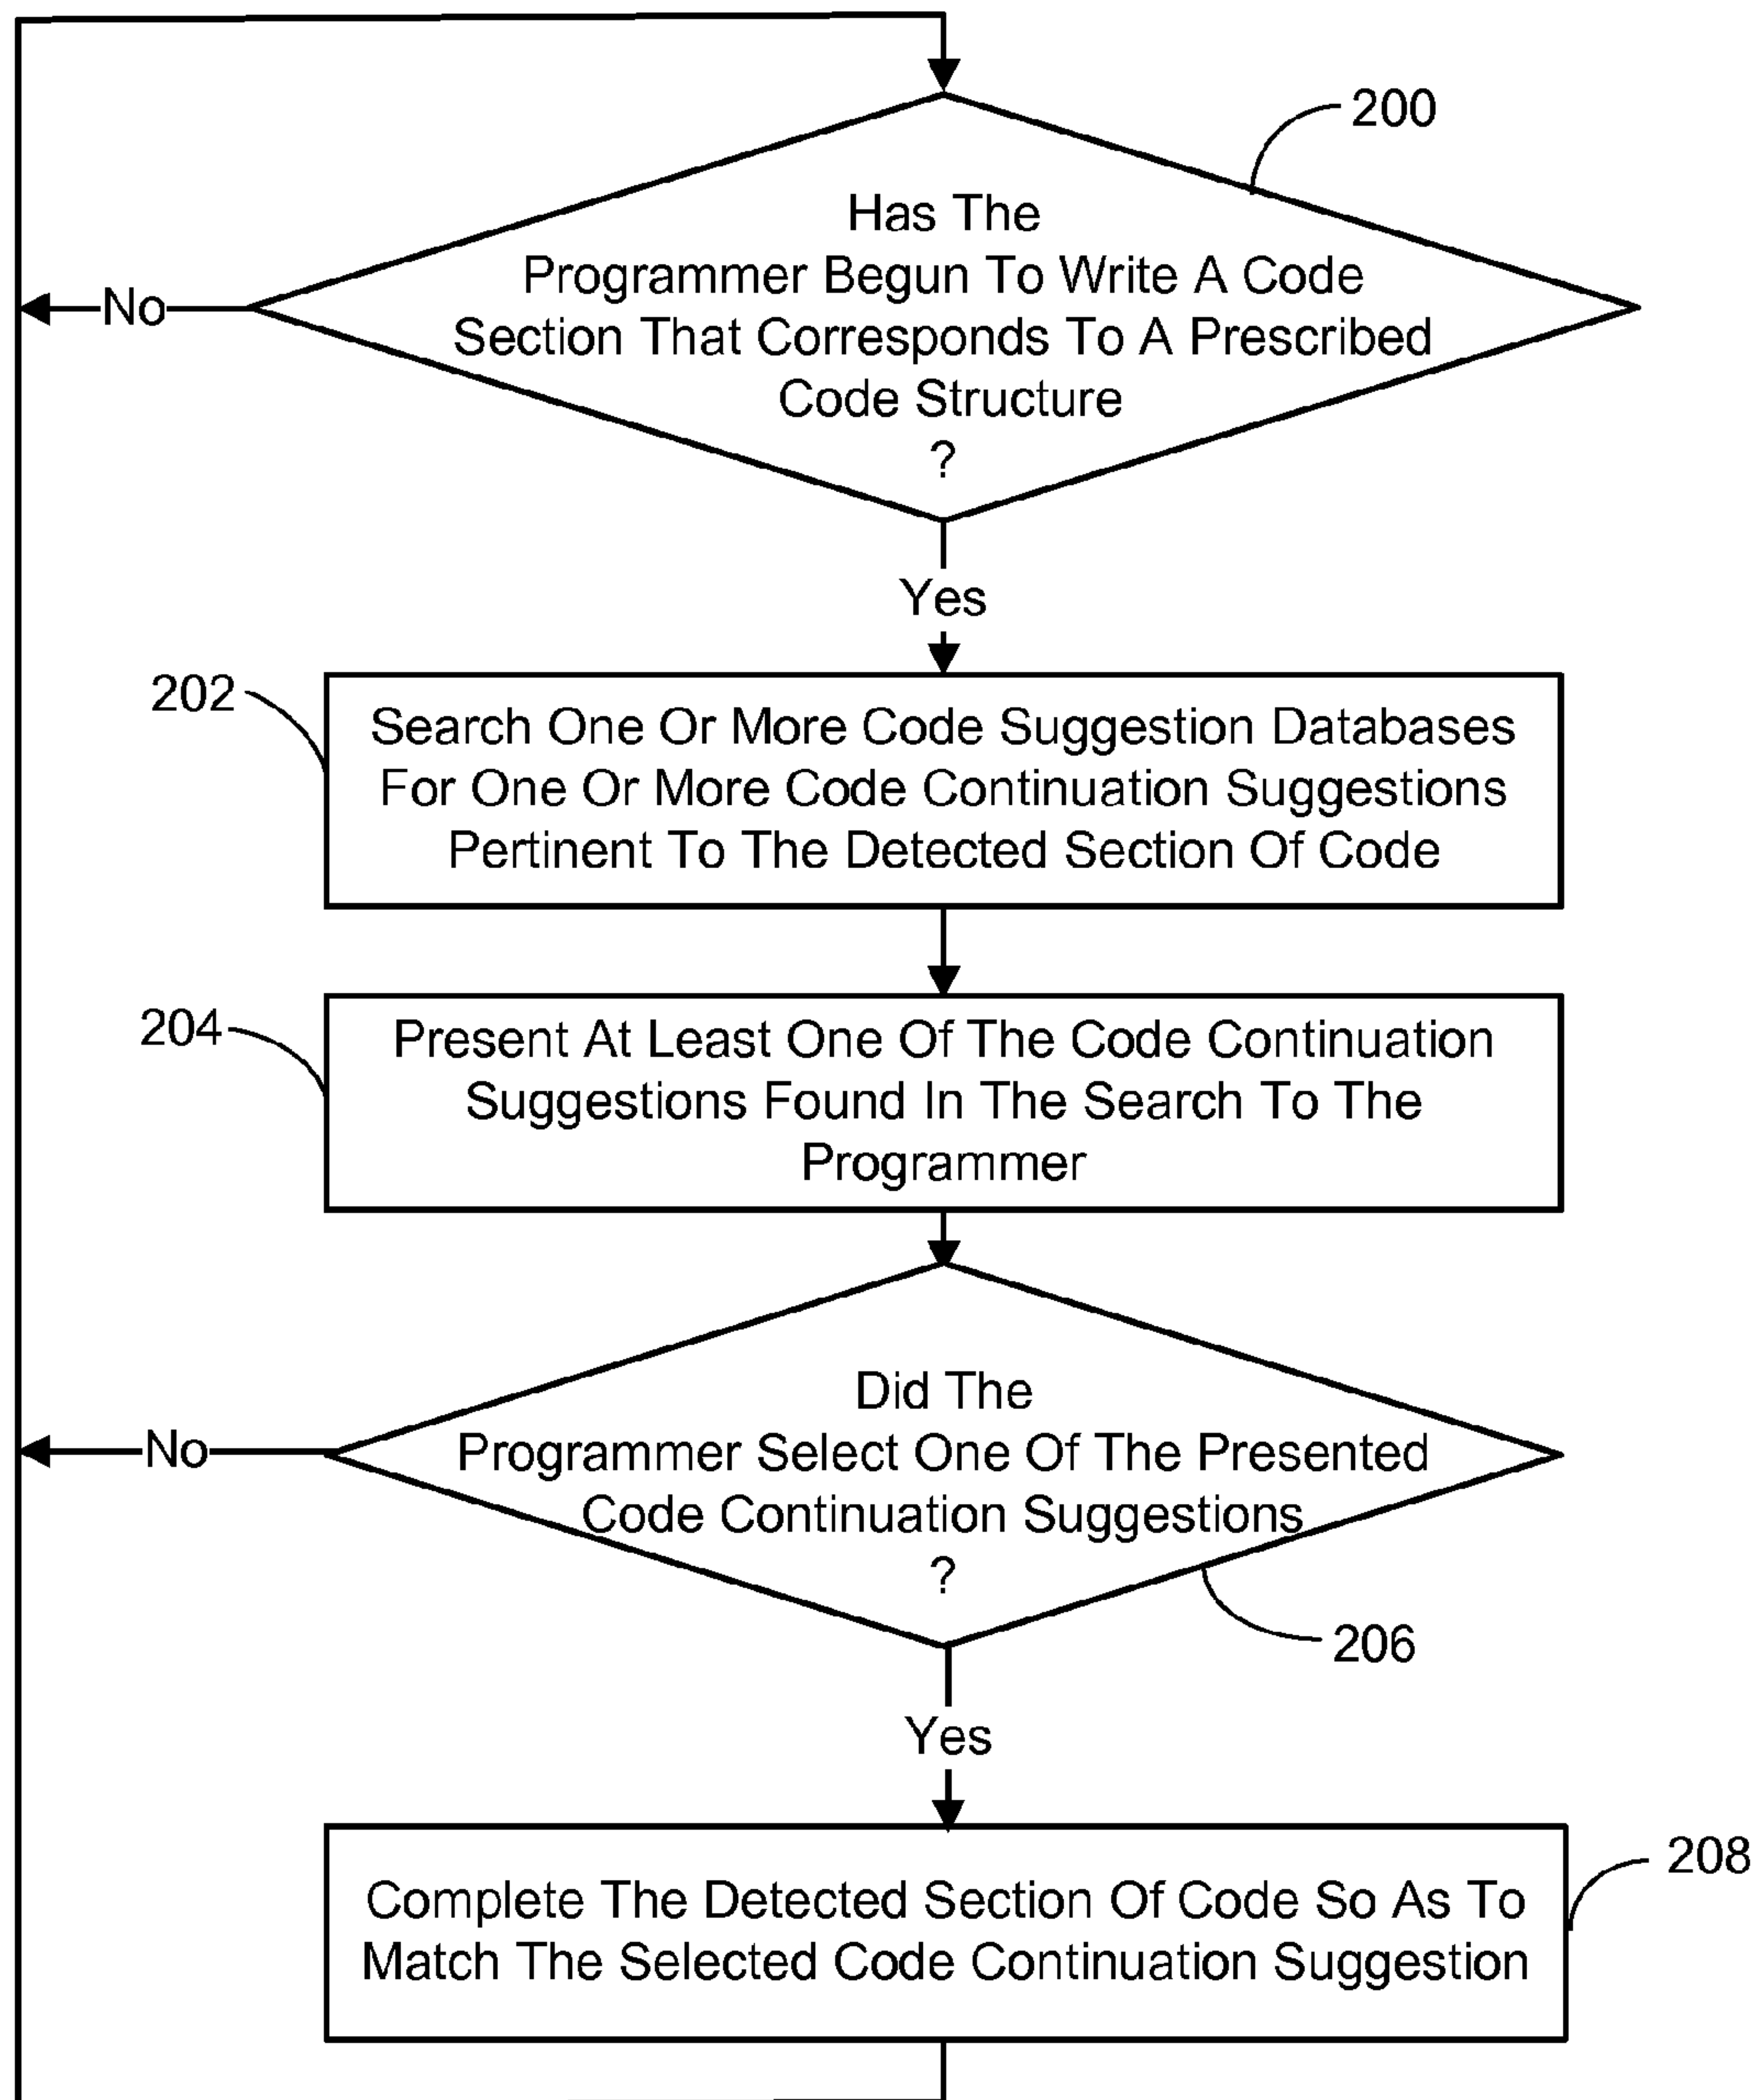 200
Has The
Programmer Begun To Write A Code
Section That Corresponds To A Prescribed
Code Structure
?
No
Yes
202
Search One Or More Code Suggestion Databases
For One Or More Code Continuation Suggestions
Pertinent To The Detected Section Of Code
204
Present At Least One Of The Code Continuation
Suggestions Found In The Search To The
Programmer
Did The
Programmer Select One Of The Presented
Code Continuation Suggestions
?
No
206
Yes
208
Complete The Detected Section Of Code So As To
Match The Selected Code Continuation Suggestion